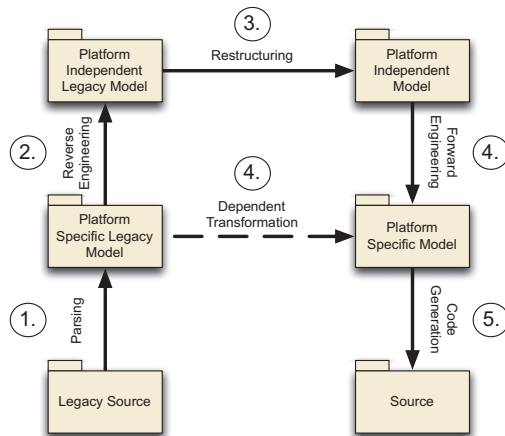 3.
Platform
Independent
Legacy Model
Restructuring
Platform
Independent
Model
2.
Reverse
Engineering
Forward
Engineering
4.
4.
Dependent
Transformation
Platform
Specific Legacy
Model
Platform
Specific Model
1.
Parsing
Code
Generation
5.
Legacy Source
Source